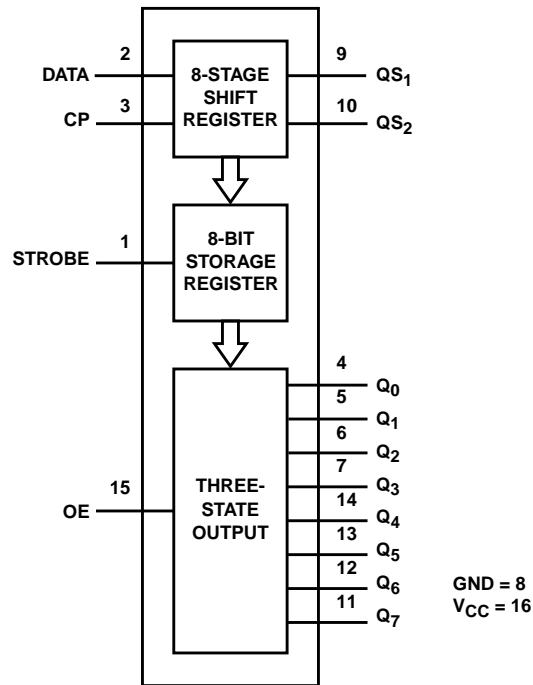 2
9
DATA
8-STAGE
SHIFT
REGISTER
QS1
3
10
CP
QS2
1
STROBE
8-BIT
STORAGE
REGISTER
4
Q0
5
Q1
6
Q2
7
Q3
15
OE
THREE-
STATE
OUTPUT
14
Q4
13
Q5
12
Q6
11
Q7
GND = 8
VCC = 16